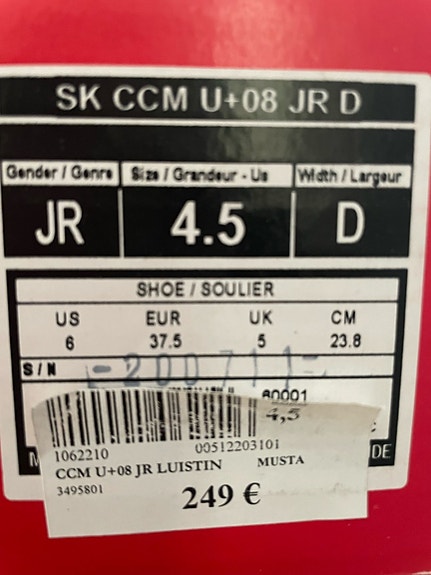 SK CCM U+08 JR D
Gender / Genre Size / Grandeur - Us Width / Largeur
JR 4.5 D
SHOE / SOULIER
US EUR UK CM
6 37.5 5 23.8
S/N -200711-
60001
4,5
1062210 00512203101
CCM U+08 JR LUISTIN MUSTA
3495801
249 €
DE